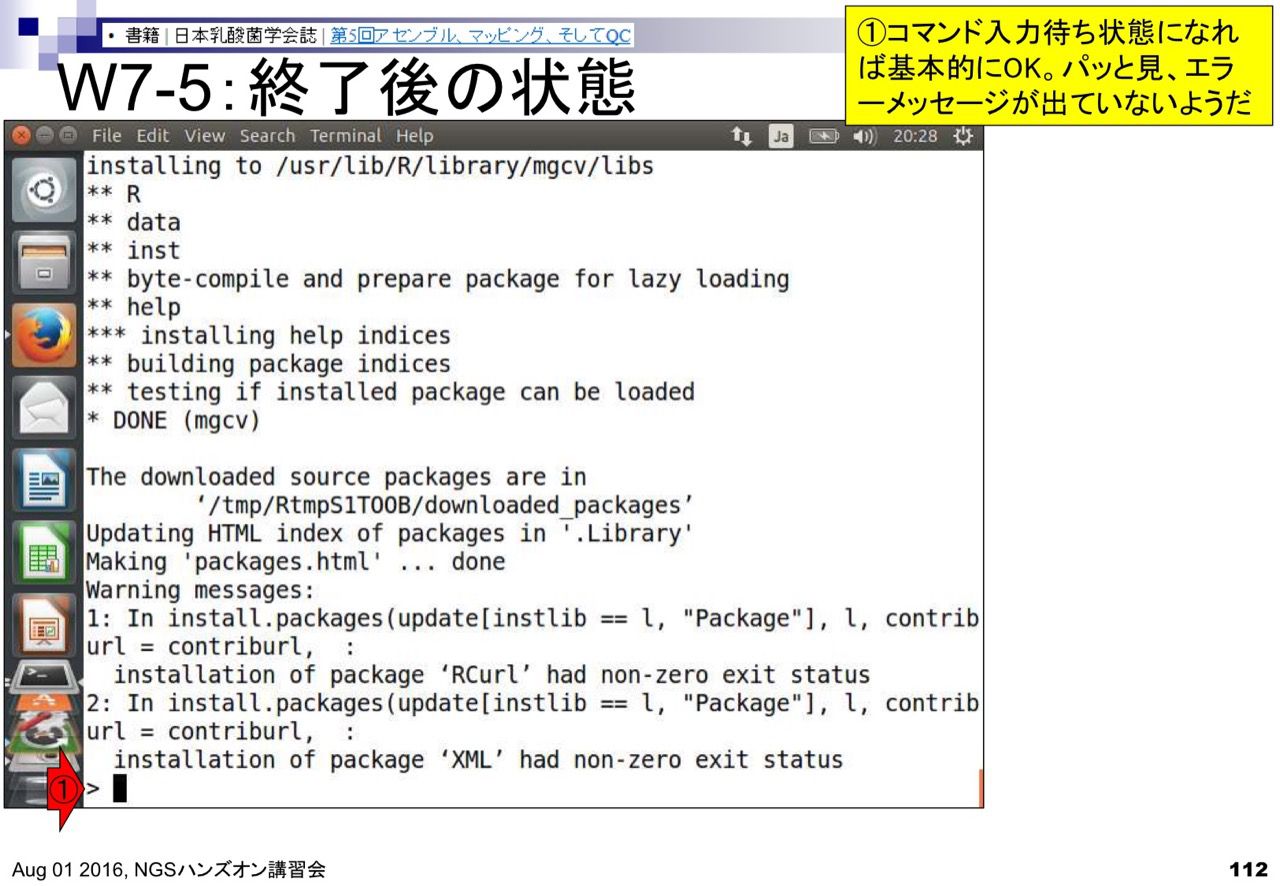 • 書籍 | 日本乳酸菌学会誌 | 第5回アセンブル、マッピング、そしてQC
W7-5：終了後の状態
①コマンド入力待ち状態になれ
ば基本的にOK。パッと見、エラ
ーメッセージが出ていないようだ
File Edit View Search Terminal Help
Ja
20:28
installing to /usr/lib/R/library/mgcv/libs
** R
** data
** inst
** byte-compile and prepare package for lazy loading
** help
*** installing help indices
** building package indices
** testing if installed package can be loaded
* DONE (mgcv)
The downloaded source packages are in
‘/tmp/RtmpS1TOOB/downloaded_packages’
Updating HTML index of packages in '.Library'
Making 'packages.html' ... done
Warning messages:
1: In install.packages(update[instlib == l, "Package"], l, contrib
url = contriburl,  :
installation of package ‘RCurl’ had non-zero exit status
2: In install.packages(update[instlib == l, "Package"], l, contrib
url = contriburl,  :
installation of package ‘XML’ had non-zero exit status
① >
Aug 01 2016, NGSハンズオン講習会
112